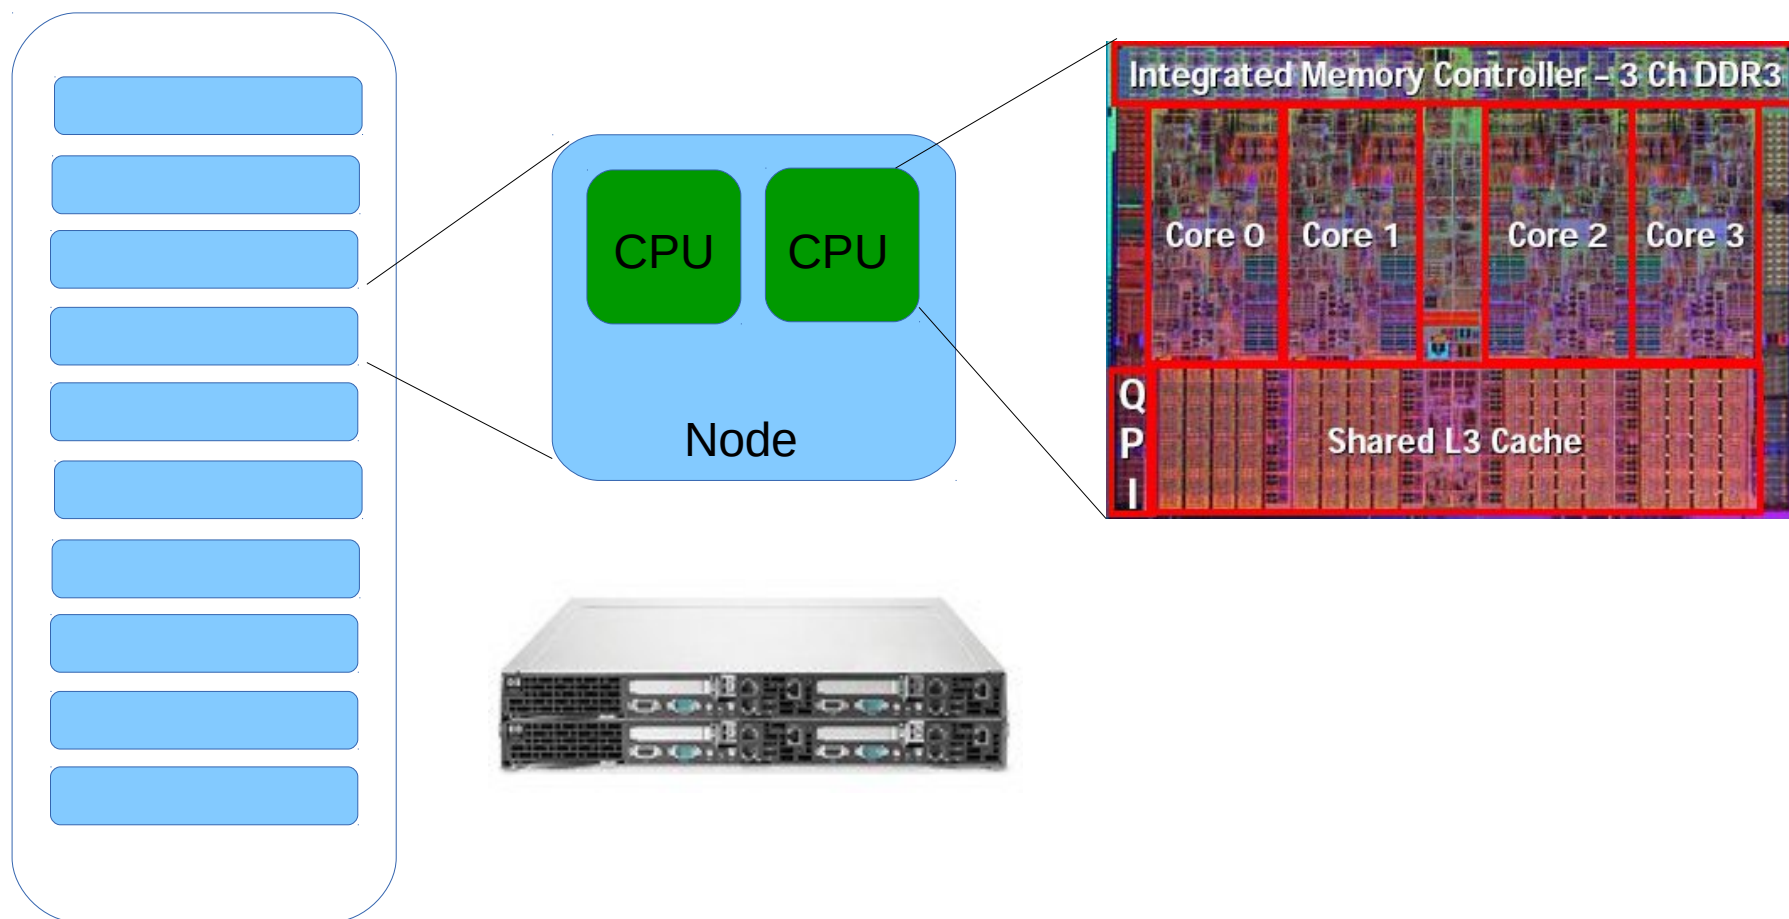 Integrated Memory Controller – 3 Ch DDR3
CPU CPU
Core 0 Core 1 Core 2 Core 3
Node
Q
P
I
Shared L3 Cache